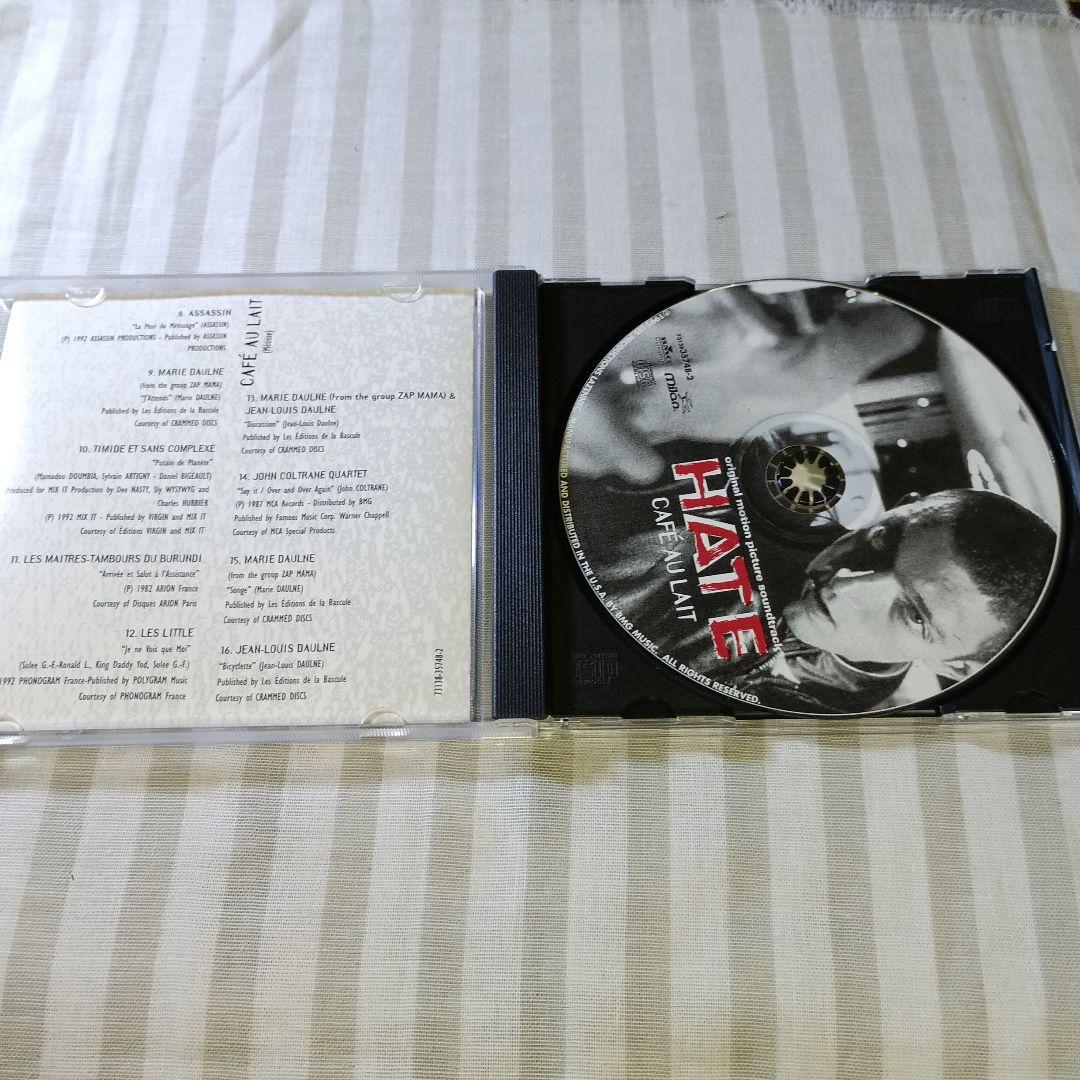 8. ASSASSIN
"La Peur du Métissage" (ASSASSIN)
(P) 1992 ASSASSIN PRODUCTIONS - Published by ASSASSIN
PRODUCTIONS
9. MARIE DAULNE
(from the group ZAP MAMA)
"J'Attends" (Marie DAULNE)
Published by Les Éditions de la Bascule
Courtesy of CRAMMED DISCS
10. TIMIDE ET SANS COMPLEXE
"Putain de Planète"
(Mamadou DOUMBIA, Sylvain ARTIGNY - Daniel BIGEAULT)
Produced for MIX IT Production by Dee NASTY, Sly WYSYWYG and
Charles HURBIER
(P) 1992 MIX IT - Published by VIRGIN and MIX IT
Courtesy of Editions VIRGIN and MIX IT
11. LES MAITRES-TAMBOURS DU BURUNDI
"Arrivée et Salut à l'Assistance"
(P) 1982 ARION France
Courtesy of Disques ARION Paris
12. LES LITTLE
"Je ne Vois que Moi"
(Sulee G.-F.-Ronald L., King Daddy Yod, Sulee G.-F.)
1992 PHONOGRAM France-Published by POLYGRAM Music
Courtesy of PHONOGRAM France
CAFÉ AU LAIT
(Métisse)
13. MARIE DAULNE (from the group ZAP MAMA) &
JEAN-LOUIS DAULNE
"Discussion" (Jean-Louis Daulne)
Published by Les Éditions de la Bascule
Courtesy of CRAMMED DISCS
14. JOHN COLTRANE QUARTET
"Say it / Over and Over Again" (John COLTRANE)
(P) 1987 MCA Records - Distributed by BMG
Published by Famous Music Corp. Warner Chappell
Courtesy of MCA Special Products
15. MARIE DAULNE
(from the group ZAP MAMA)
"Songe" (Marie DAULNE)
Published by Les Éditions de la Bascule
Courtesy of CRAMMED DISCS
16. JEAN-LOUIS DAULNE
"Bicyclette" (Jean-Louis DAULNE)
Published by Les Éditions de la Bascule
Courtesy of CRAMMED DISCS
73138-35748-2
73138-35748-2
BMG
milan
original motion picture soundtrack
HATE
CAFÉ AU LAIT
AND DISTRIBUTED IN THE U.S.A. BY BMG MUSIC. ALL RIGHTS RESERVED.